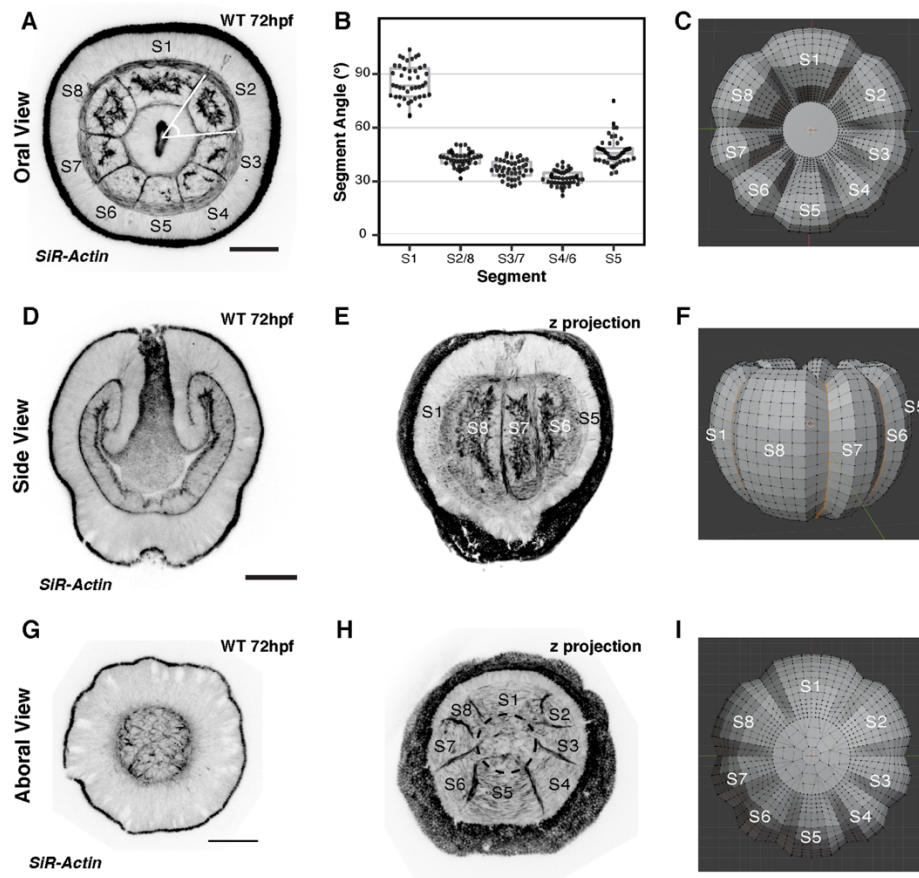 A
WT 72hpf
Oral View
S1
S2
S3
S4
S5
S6
S7
S8
SiR-Actin
B
Segment Angle (°)
90
60
30
0
S1 S2/8 S3/7 S4/6 S5
Segment
C
S1
S2
S3
S4
S5
S6
S7
S8
D
WT 72hpf
Side View
SiR-Actin
E
z projection
S1 S8 S7 S6 S5
F
S1 S8 S7 S6 S5
G
WT 72hpf
Aboral View
SiR-Actin
H
z projection
S1
S2
S3
S4
S5
S6
S7
S8
I
S1
S2
S3
S4
S5
S6
S7
S8